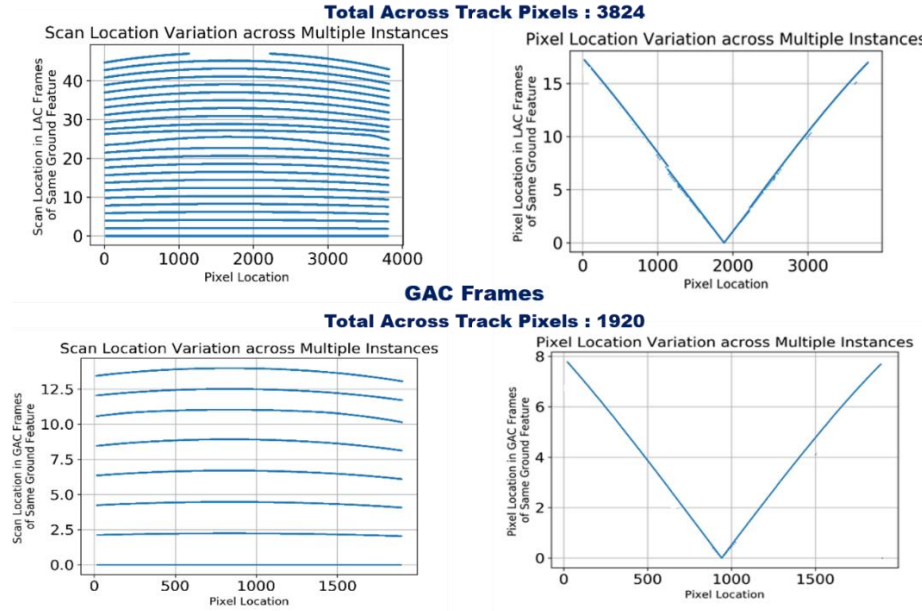 Total Across Track Pixels : 3824
Scan Location Variation across Multiple Instances
Scan Location in LAC Frames
of Same Ground Feature
40
30
20
10
0
0 1000 2000 3000 4000
Pixel Location
Pixel Location Variation across Multiple Instances
Pixel Location in LAC Frames
of Same Ground Feature
15
10
5
0
0 1000 2000 3000
Pixel Location
GAC Frames
Total Across Track Pixels : 1920
Scan Location Variation across Multiple Instances
Scan Location in GAC Frames
of Same Ground Feature
12.5
10.0
7.5
5.0
2.5
0.0
0 500 1000 1500
Pixel Location
Pixel Location Variation across Multiple Instances
Pixel Location in GAC Frames
of Same Ground Feature
8
6
4
2
0
0 500 1000 1500
Pixel Location